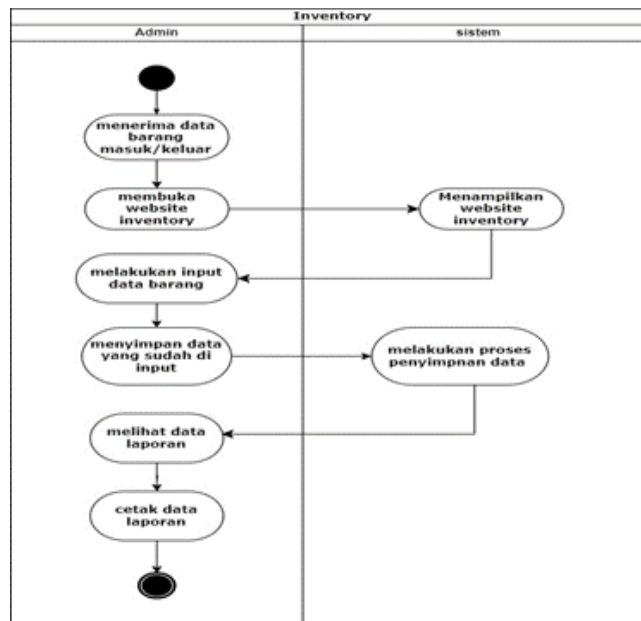 Inventory
Admin
sistem
menerima data
barang
masuk/keluar
membuka
website
inventory
Menampilkan
website
inventory
melakukan input
data barang
menyimpan data
yang sudah di
input
melakukan proses
penyimpnan data
melihat data
laporan
cetak data
laporan